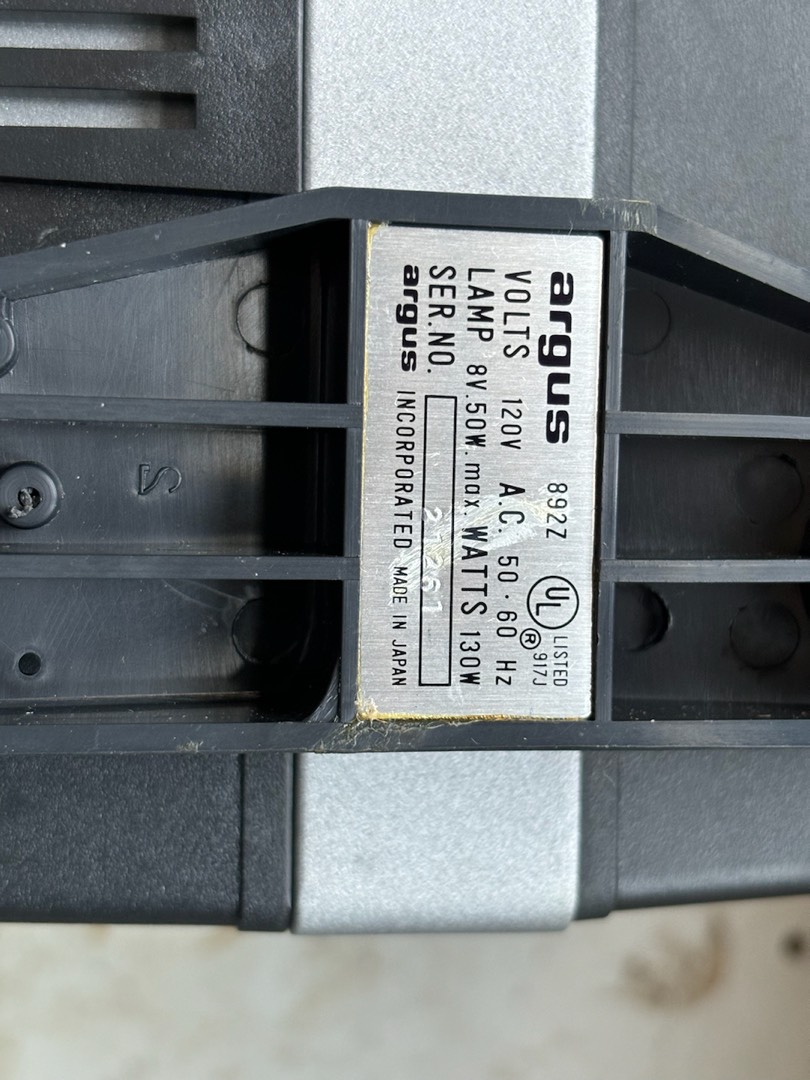 argus 892Z UL® LISTED 917J
VOLTS 120V A.C. 50·60 Hz
LAMP 8V.50W.max. WATTS 130W
SER.NO.
argus INCORPORATED MADE IN JAPAN
S